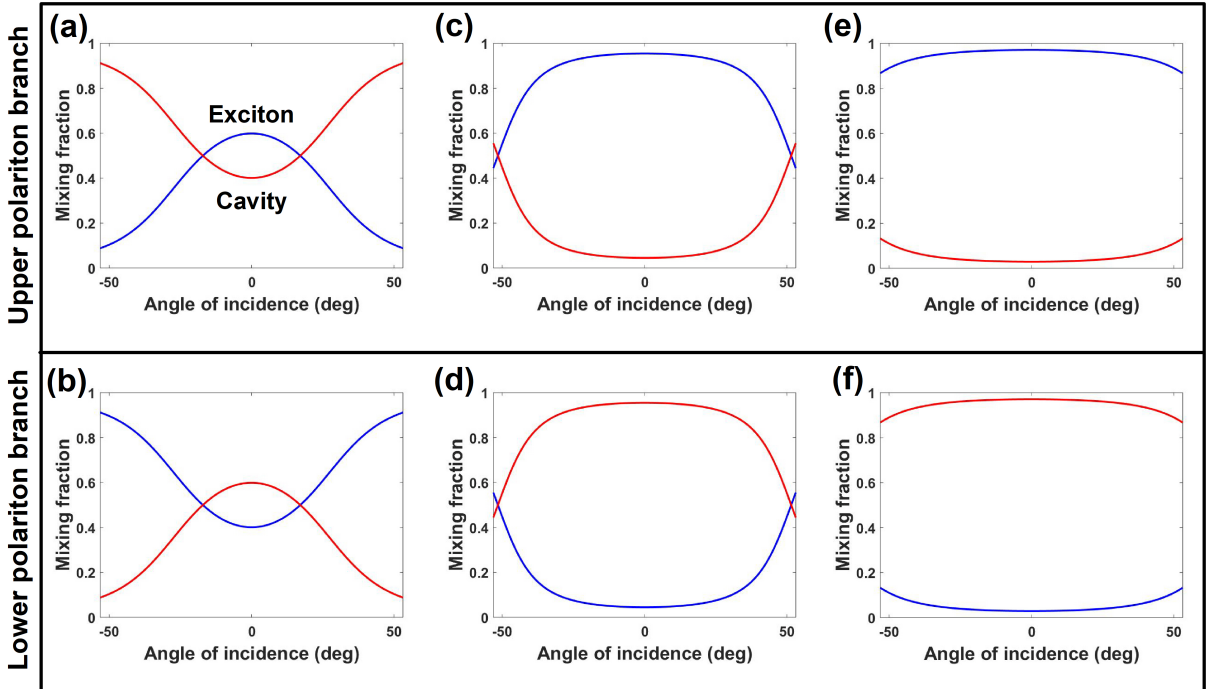 Upper polariton branch
(a)
Mixing fraction
1
0.8
0.6
0.4
0.2
0
Exciton
Cavity
-50
0
50
Angle of incidence (deg)
(c)
Mixing fraction
1
0.8
0.6
0.4
0.2
0
-50
0
50
Angle of incidence (deg)
(e)
Mixing fraction
1
0.8
0.6
0.4
0.2
0
-50
0
50
Angle of incidence (deg)
Lower polariton branch
(b)
Mixing fraction
1
0.8
0.6
0.4
0.2
0
-50
0
50
Angle of incidence (deg)
(d)
Mixing fraction
1
0.8
0.6
0.4
0.2
0
-50
0
50
Angle of incidence (deg)
(f)
Mixing fraction
1
0.8
0.6
0.4
0.2
0
-50
0
50
Angle of incidence (deg)